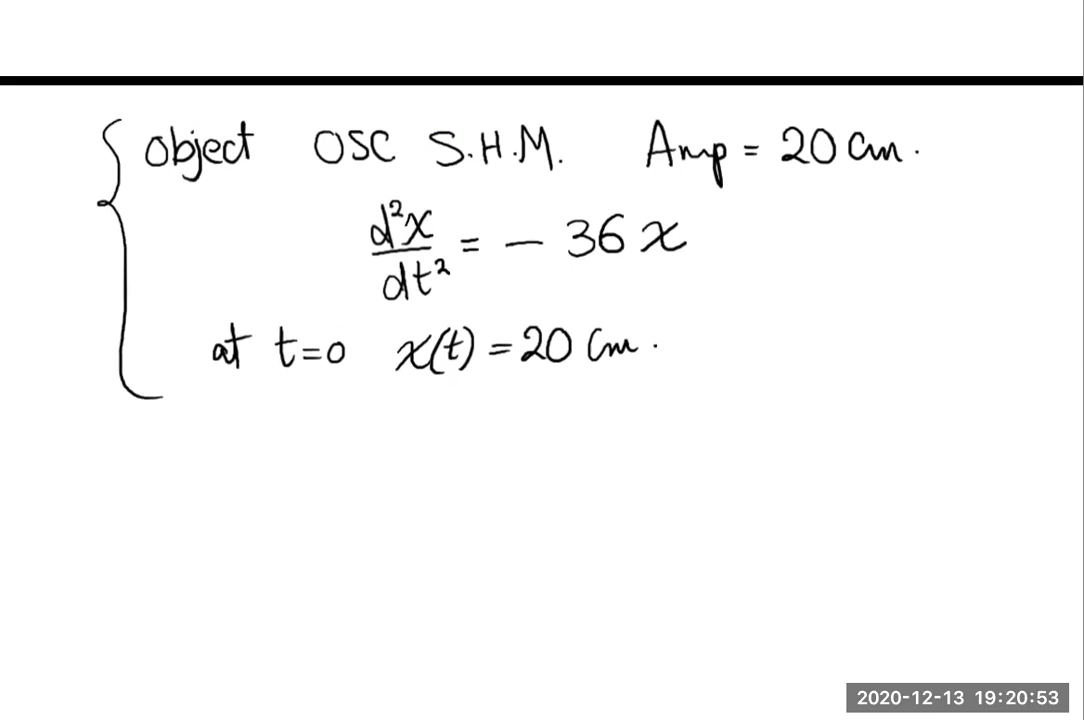 object OSC S.H.M. Amp = 20 cm.
d²x/dt² = - 36 x
at t=0 x(t) = 20 cm.
2020-12-13 19:20:53